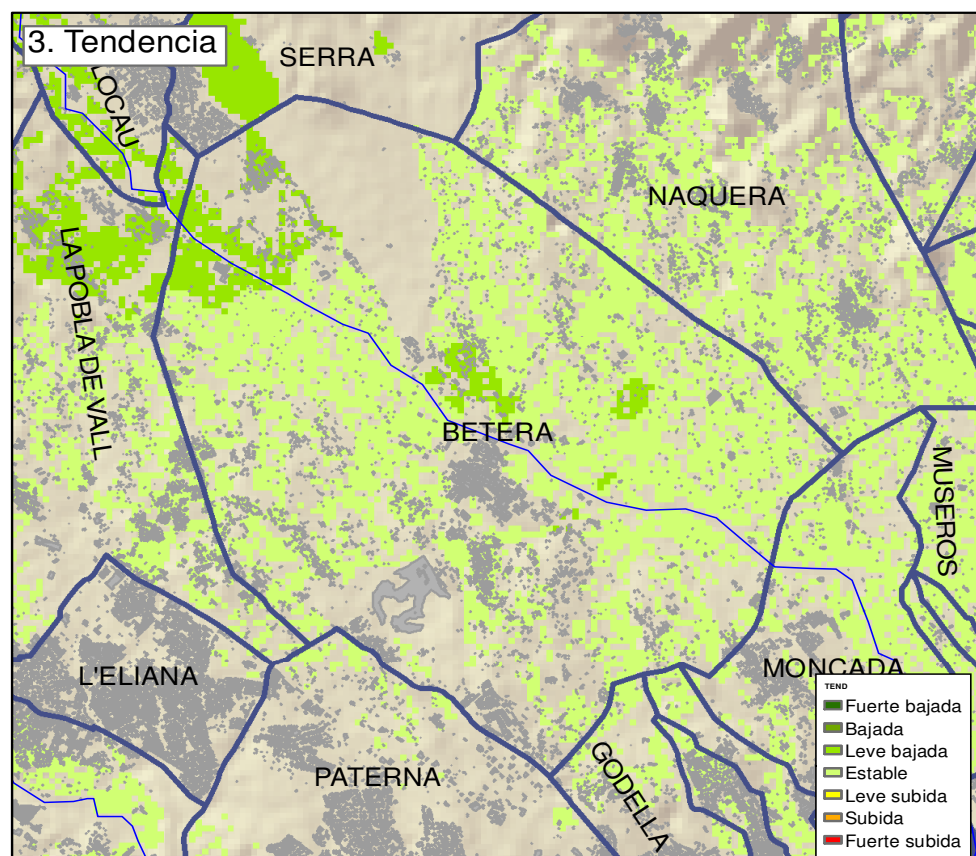 3. Tendencia
SERRA
LOCAU
NAQUERA
LA POBLA DE VALL
BETERA
MUSEROS
L'ELIANA
MONCADA
PATERNA
GODELLA
TEND
Fuerte bajada
Bajada
Leve bajada
Estable
Leve subida
Subida
Fuerte subida